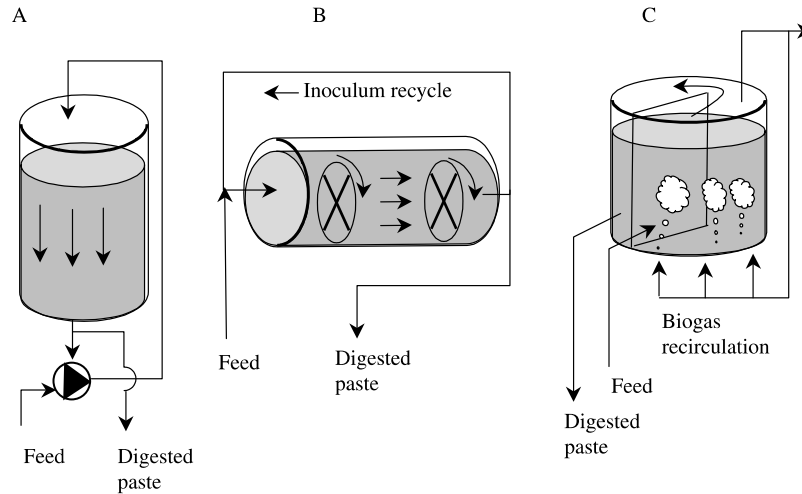 A
B
C
Inoculum recycle
Feed
Digested
paste
Feed
Digested
paste
Biogas
recirculation
Feed
Digested
paste